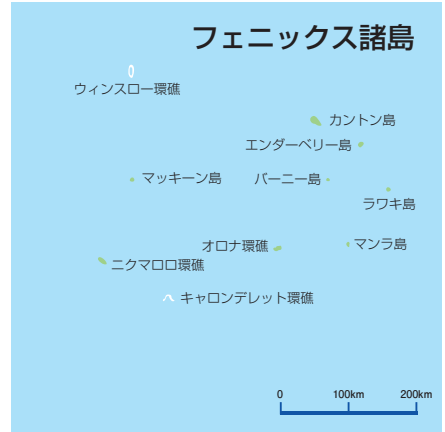 フェニックス諸島
ウィンスロー環礁
カントン島
エンダーベリー島
マッキーン島
バーニー島
ラワキ島
オロナ環礁
マンラ島
ニクマロロ環礁
キャロンデレット環礁
0 100km 200km